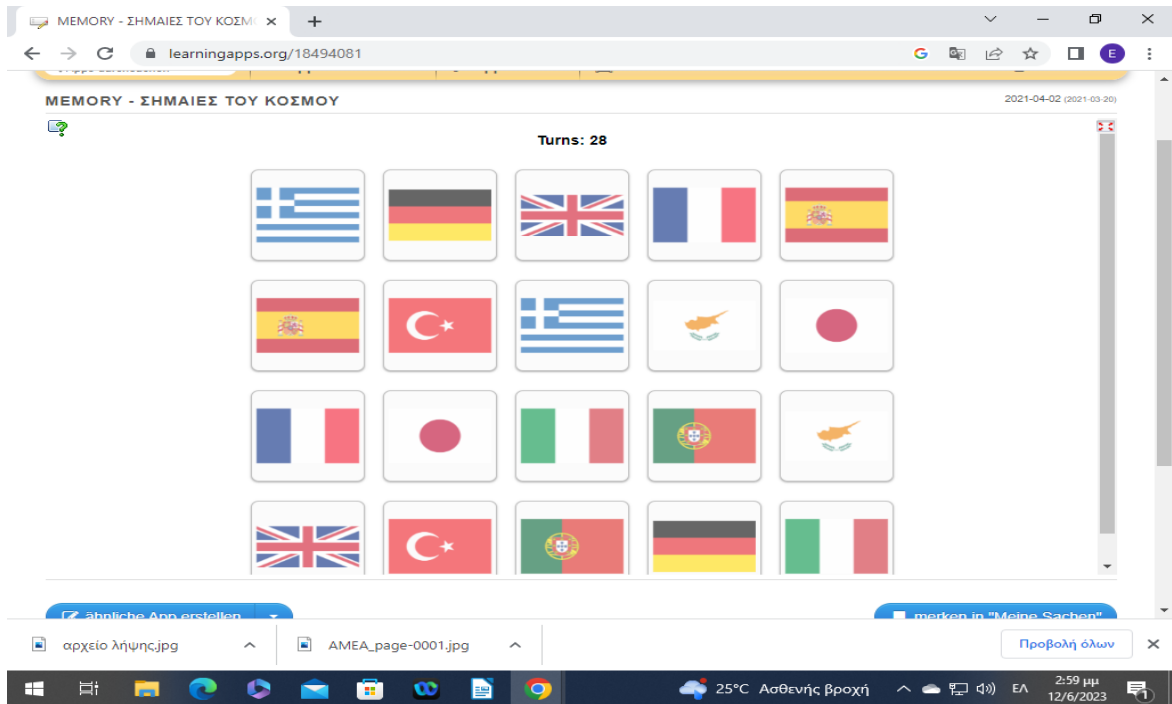 MEMORY - ΣΗΜΑΙΕΣ ΤΟΥ ΚΟΣΜ
learningapps.org/18494081
E
MEMORY - ΣΗΜΑΙΕΣ ΤΟΥ ΚΟΣΜΟΥ
2021-04-02 (2021-03-20)
Turns: 28
ähnliche App erstellen
merken in "Meine Sachen"
αρχείο λήψης.jpg
AMEA_page-0001.jpg
Προβολή όλων
25°C Ασθενής βροχή
ΕΛ
2:59 μμ
12/6/2023
1